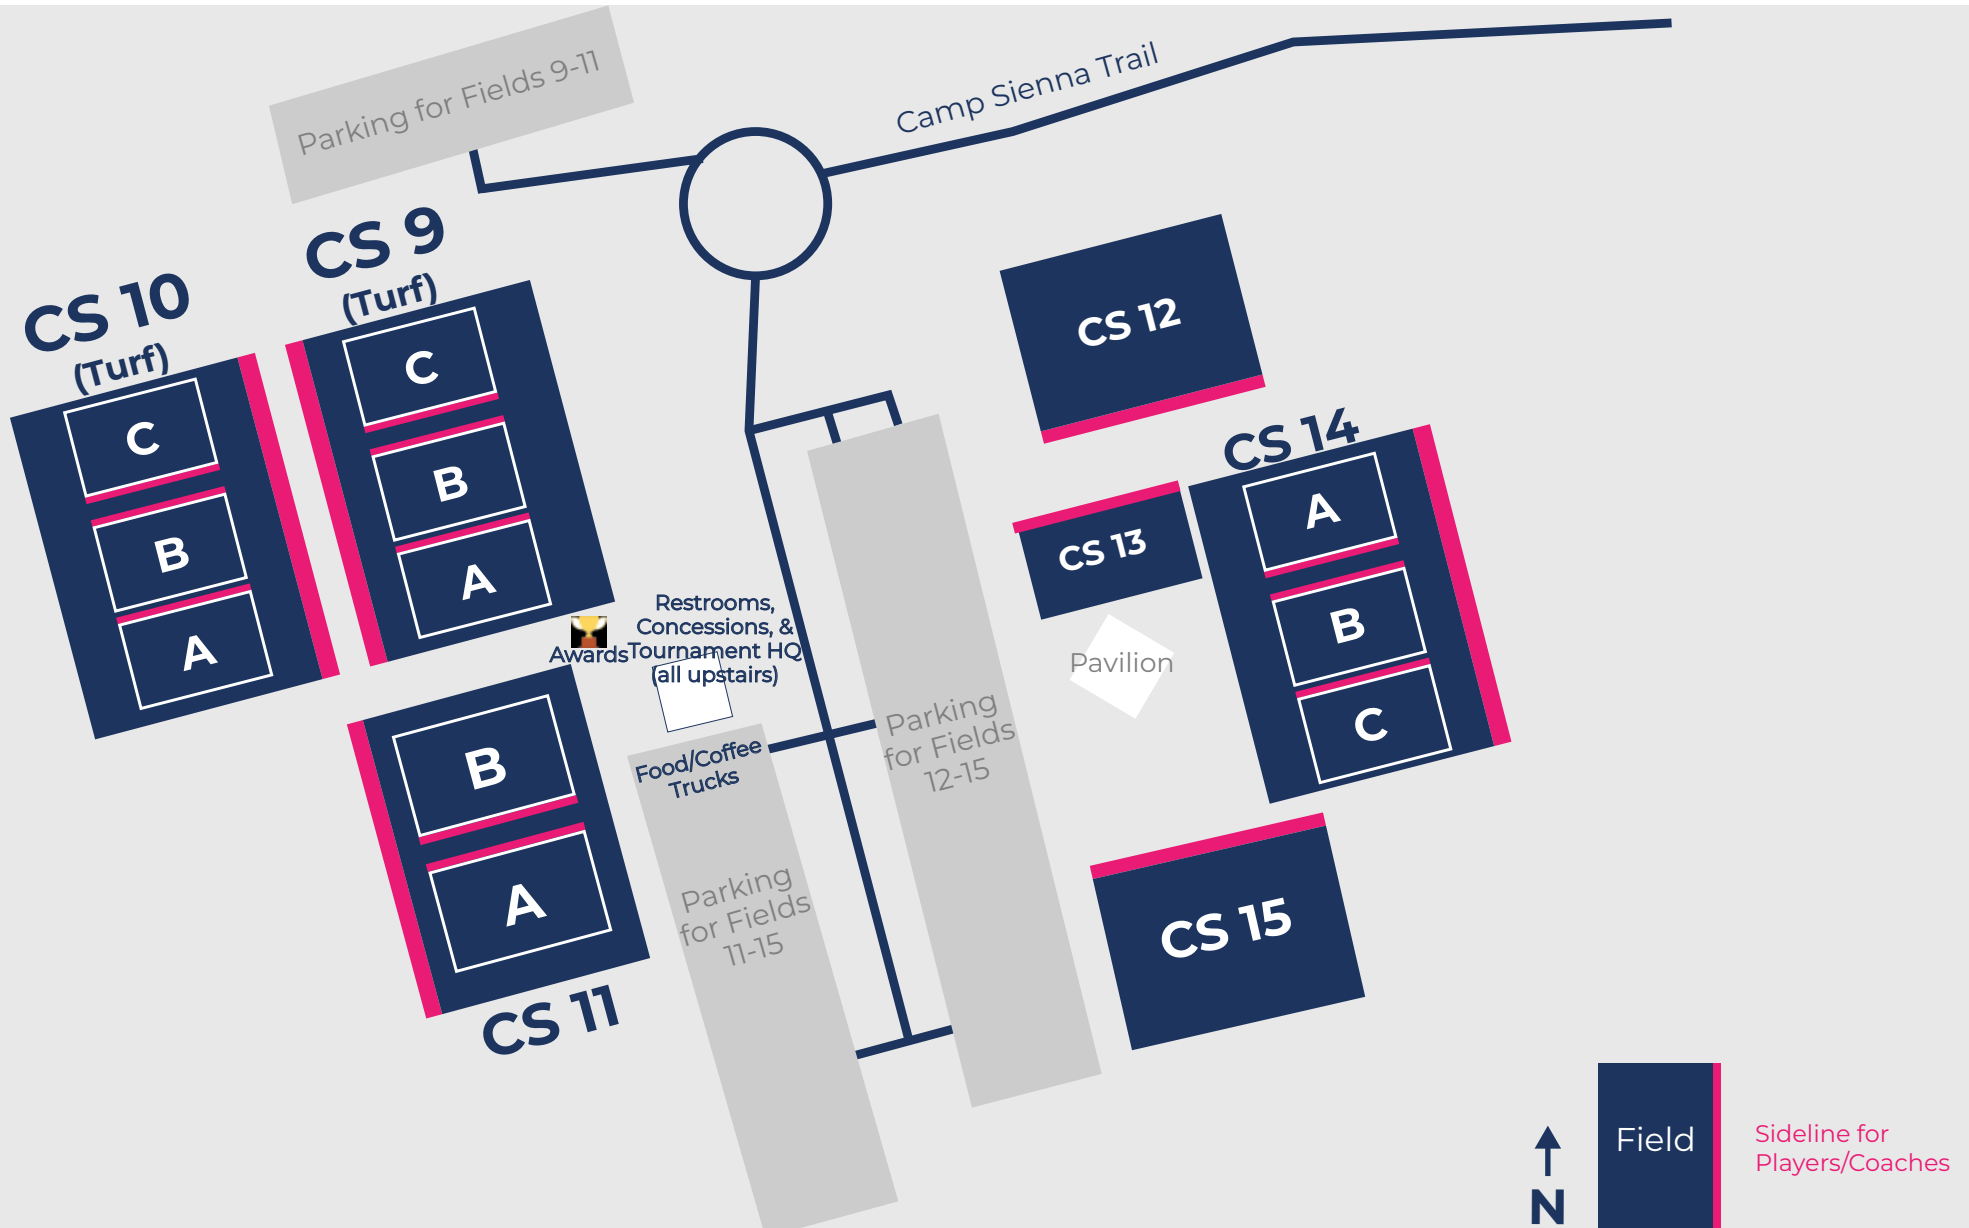 Parking for Fields 9-11
Camp Sienna Trail
CS 9
(Turf)
C
B
A
CS 10
(Turf)
C
B
A
CS 12
CS 13
CS 14
A
B
C
Restrooms,
Concessions, &
Tournament HQ
(all upstairs)
Awards
Pavilion
B
A
CS 11
Food/Coffee
Trucks
Parking
for Fields
11-15
Parking
for Fields
12-15
CS 15
N
Field
Sideline for
Players/Coaches